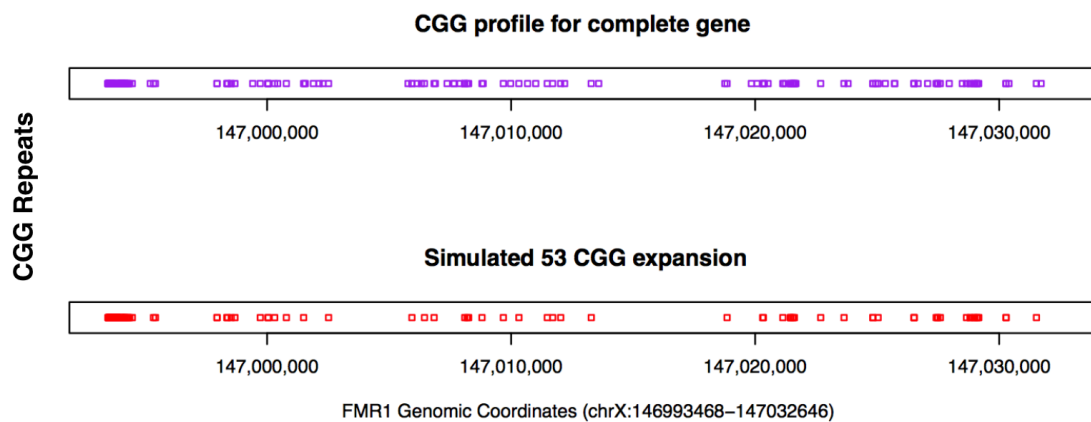 CGG profile for complete gene
147,000,000 147,010,000 147,020,000 147,030,000
CGG Repeats
Simulated 53 CGG expansion
147,000,000 147,010,000 147,020,000 147,030,000
FMR1 Genomic Coordinates (chrX:146993468−147032646)